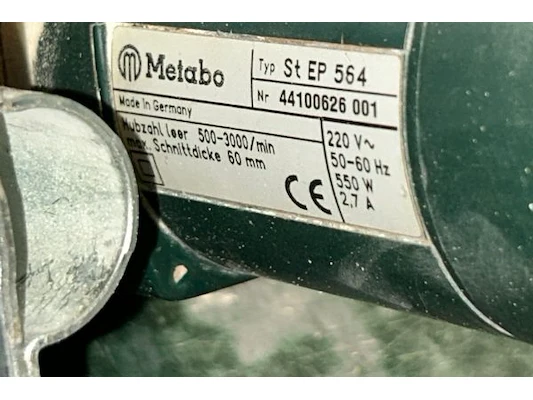 Metabo
Typ St EP 564
Nr 44100626 001
Made in Germany
Hubzahl leer 500-3000/min
max. Schnittdicke 60 mm
220 V~
50-60 Hz
550 W
2,7 A
CE